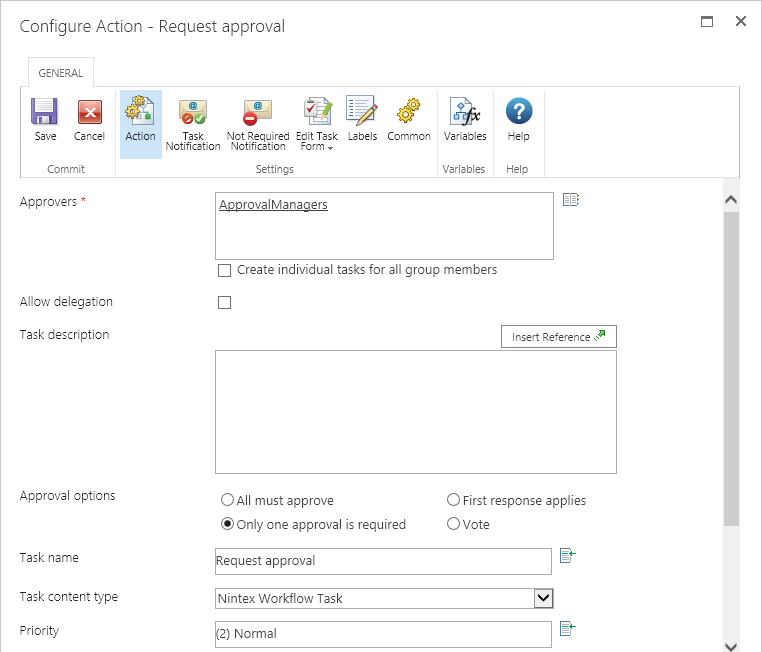 Configure Action - Request approval
GENERAL
Save
Cancel
Action
Task
Notification
Not Required
Notification
Edit Task
Form
Labels
Common
Variables
Help
Commit
Settings
Variables
Help
Approvers *
ApprovalManagers
Create individual tasks for all group members
Allow delegation
Task description
Insert Reference
Approval options
All must approve
First response applies
Only one approval is required
Vote
Task name
Request approval
Task content type
Nintex Workflow Task
Priority
(2) Normal